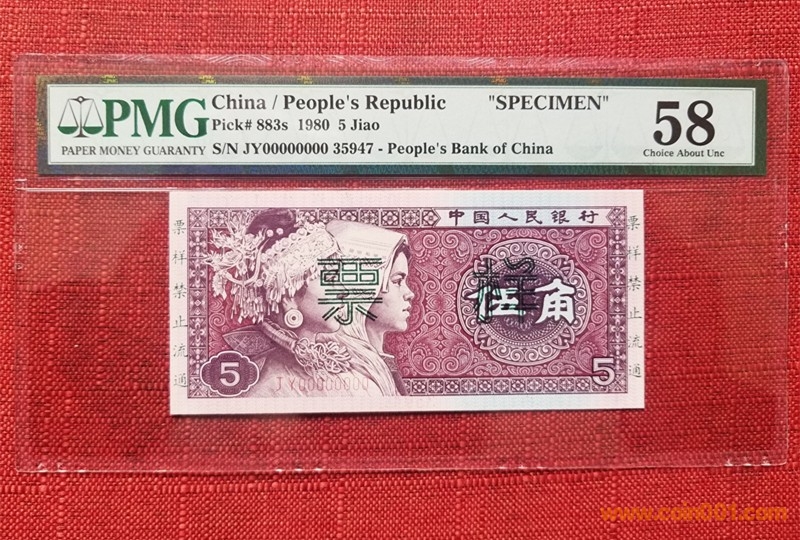 PMG
PAPER MONEY GUARANTY
China / People's Republic "SPECIMEN"
Pick# 883s 1980 5 Jiao
S/N JY00000000 35947 - People's Bank of China
58
Choice About Unc
中国人民银行
票样禁止流通
票样
伍角
票样禁止流通
5
JY00000000
5
www.coin001.com